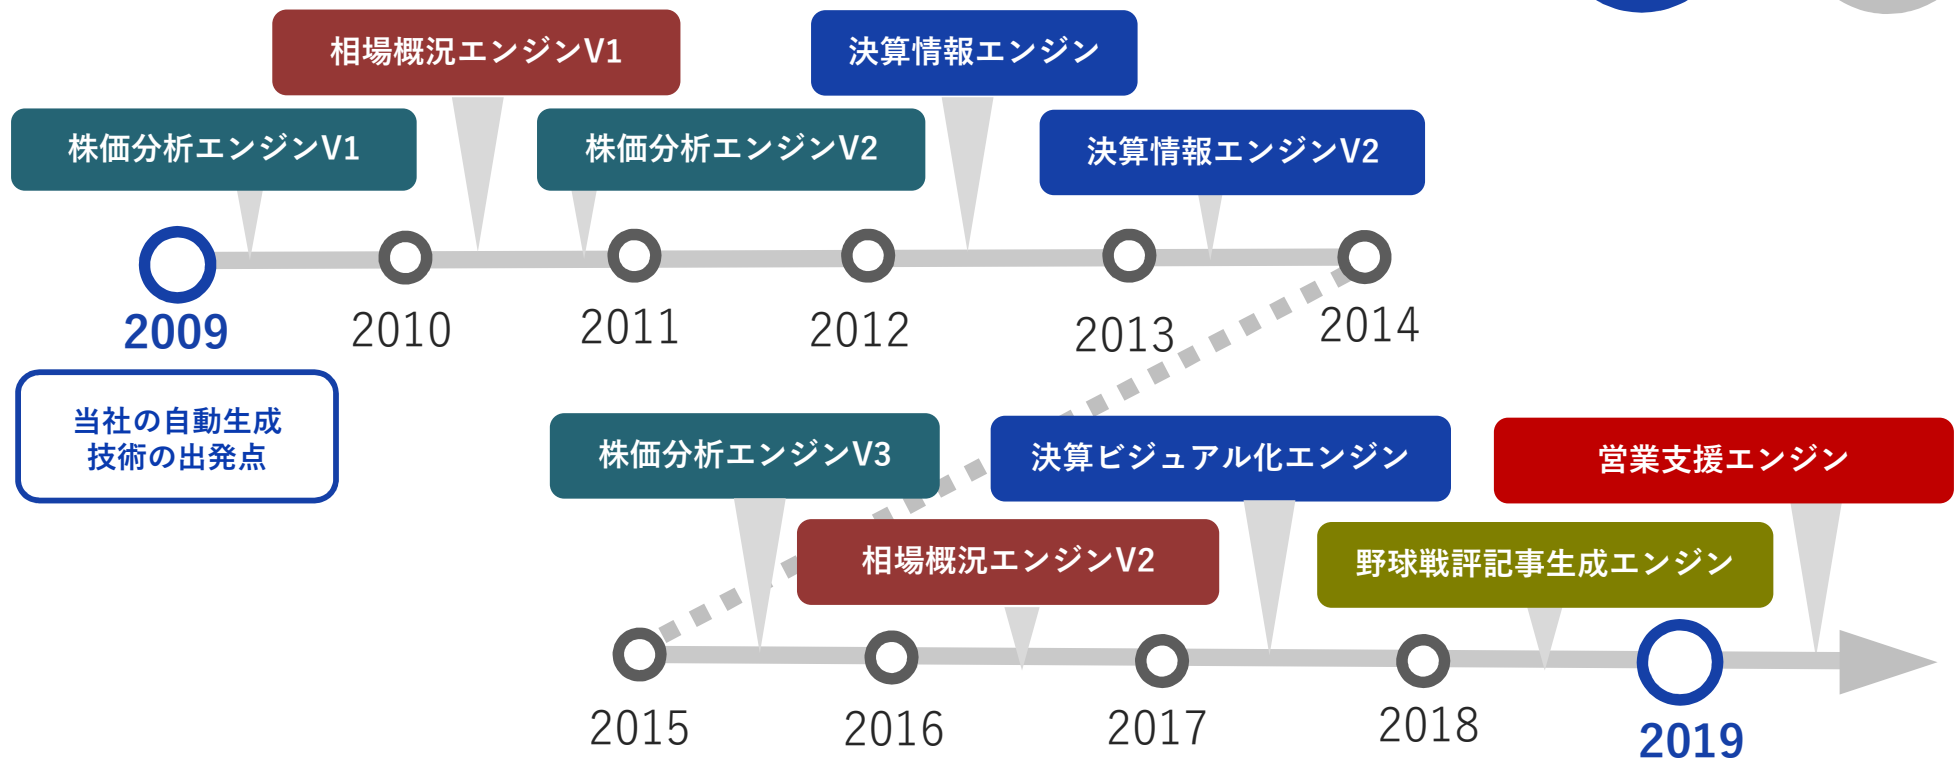 相場概況エンジンV1
決算情報エンジン
株価分析エンジンV1
株価分析エンジンV2
決算情報エンジンV2
2009
2010
2011
2012
2013
2014
当社の自動生成
技術の出発点
株価分析エンジンV3
決算ビジュアル化エンジン
営業支援エンジン
相場概況エンジンV2
野球戦評記事生成エンジン
2015
2016
2017
2018
2019